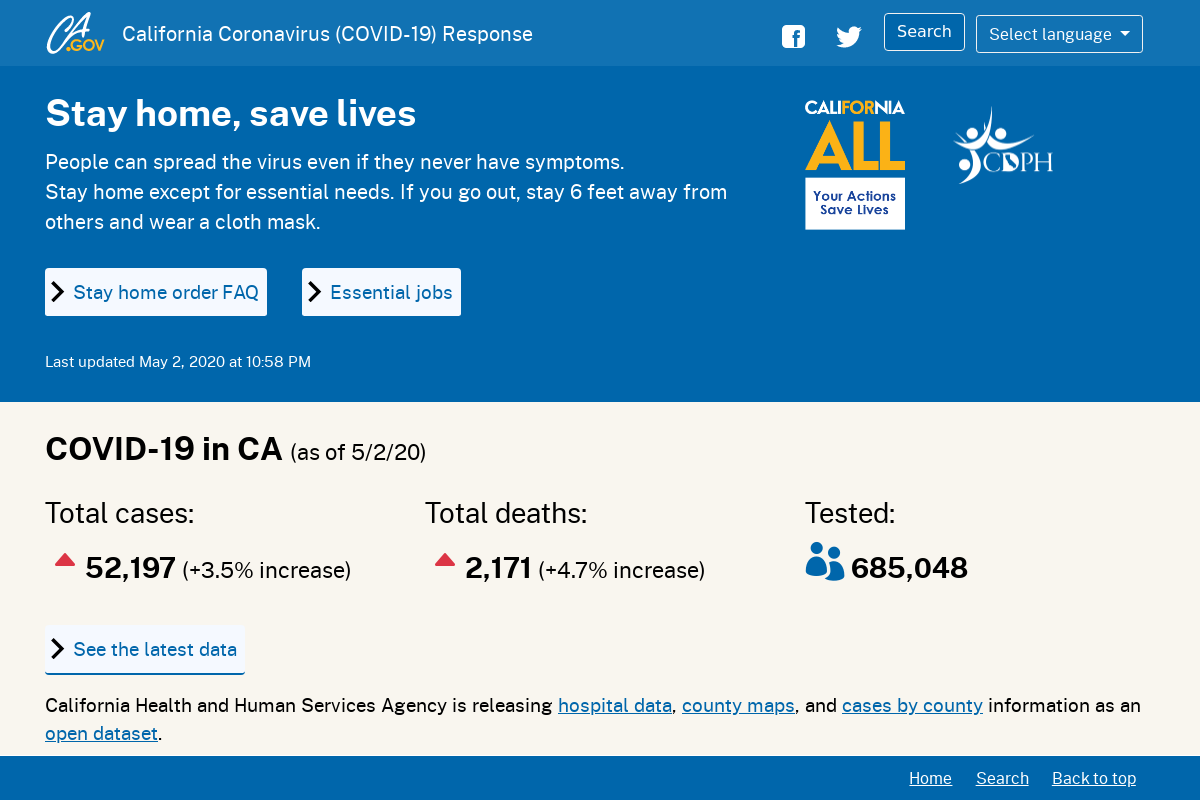 CA.GOV California Coronavirus (COVID-19) Response
Search
Select language
Stay home, save lives
People can spread the virus even if they never have symptoms.
Stay home except for essential needs. If you go out, stay 6 feet away from
others and wear a cloth mask.
CALIFORNIA
ALL
Your Actions
Save Lives
CDPH
Stay home order FAQ
Essential jobs
Last updated May 2, 2020 at 10:58 PM
COVID-19 in CA (as of 5/2/20)
Total cases:
52,197 (+3.5% increase)
Total deaths:
2,171 (+4.7% increase)
Tested:
685,048
See the latest data
California Health and Human Services Agency is releasing hospital data, county maps, and cases by county information as an
open dataset.
Home Search Back to top